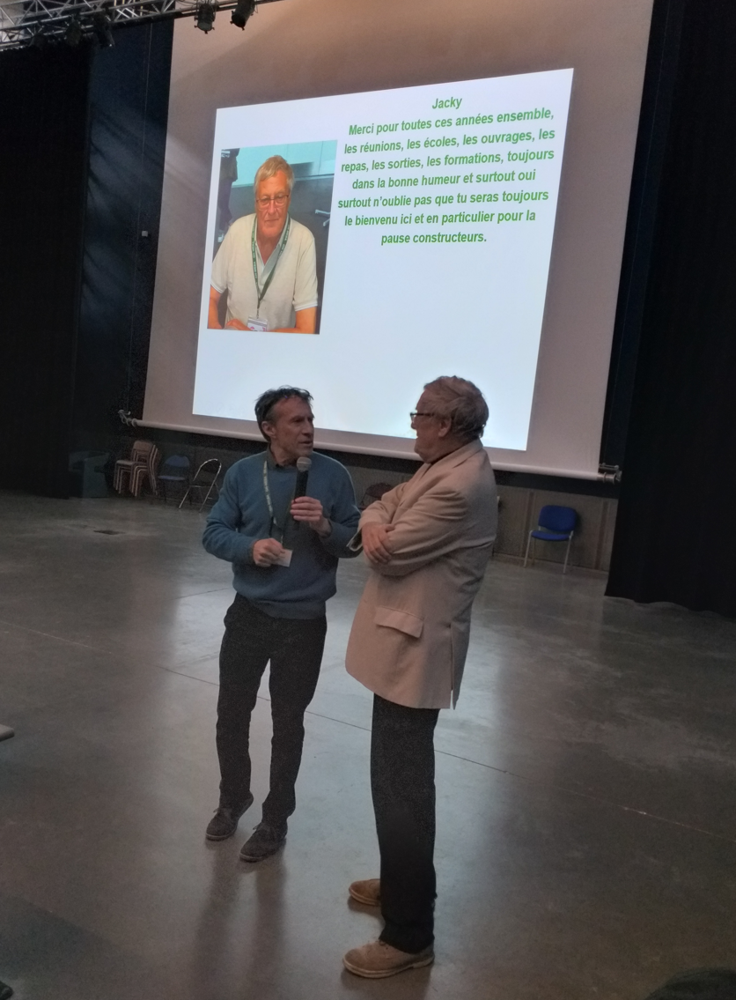 Jacky
Merci pour toutes ces années ensemble,
les réunions, les écoles, les ouvrages, les
repas, les sorties, les formations, toujours
dans la bonne humeur et surtout oui
surtout n'oublie pas que tu seras toujours
le bienvenu ici et en particulier pour la
pause constructeurs.